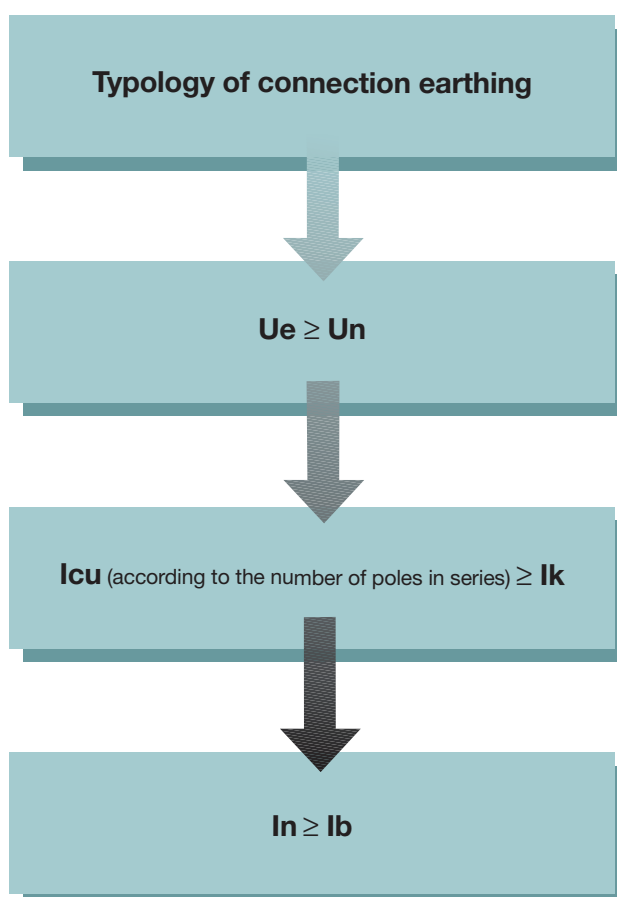 Typology of connection earthing
Ue ≥ Un
Icu (according to the number of poles in series) ≥ Ik
In ≥ Ib